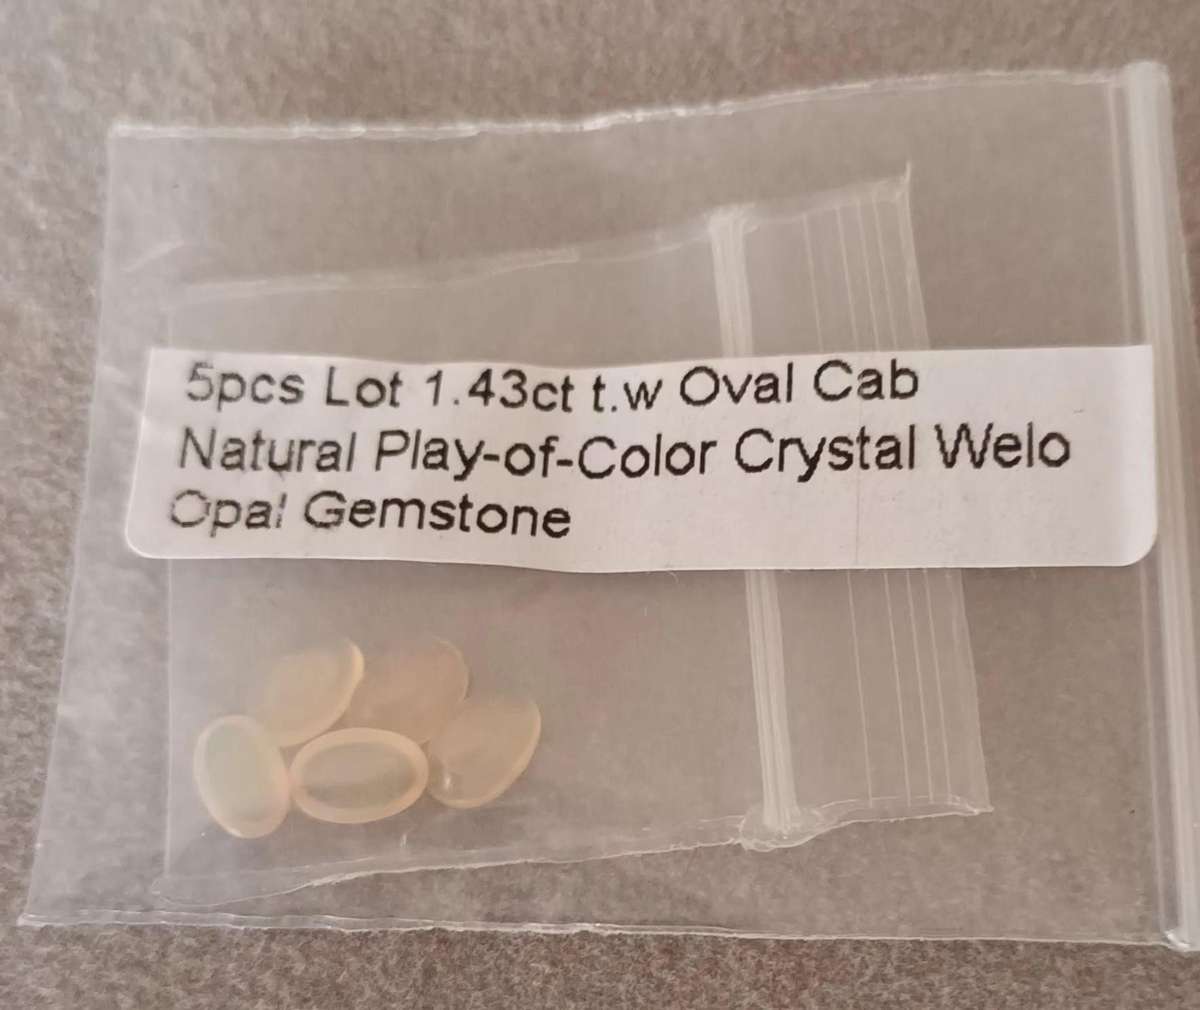 5pcs Lot 1.43ct t.w Oval Cab
Natural Play-of-Color Crystal Welo
Opal Gemstone